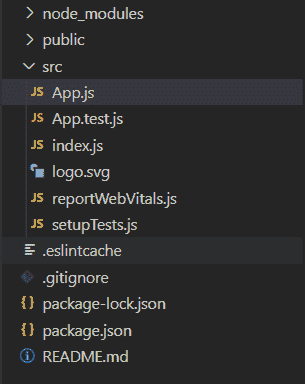 node_modules
public
src
JS App.js
JS App.test.js
JS index.js
logo.svg
JS reportWebVitals.js
JS setupTests.js
.eslintcache
.gitignore
package-lock.json
package.json
README.md